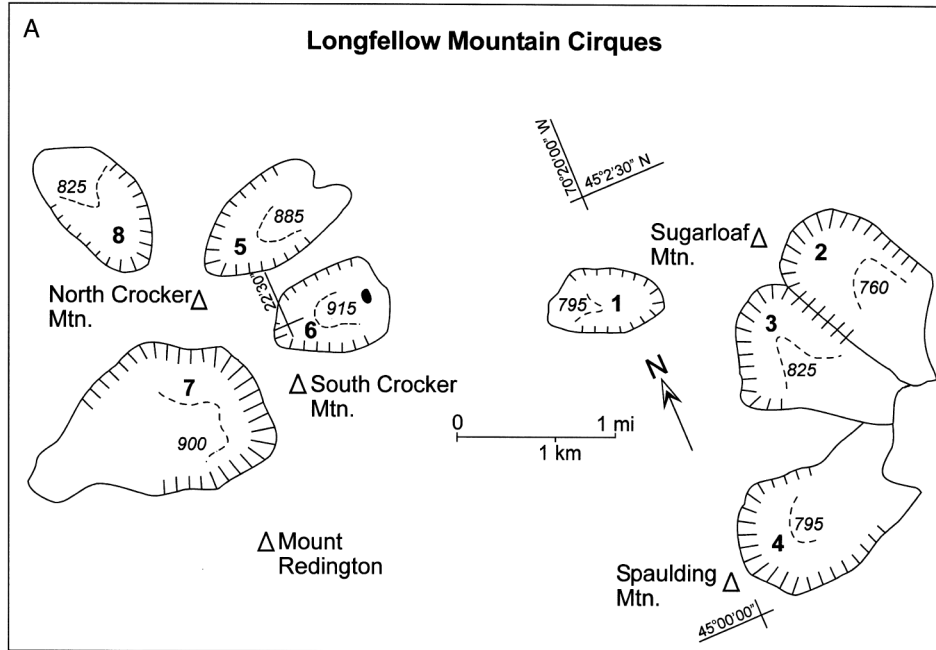 A
Longfellow Mountain Cirques
70°20'00" W
45°2'30" N
825
8
885
5
Sugarloaf
Mtn.
2
760
North Crocker
Mtn.
22'30"
915
6
795
1
3
825
7
900
South Crocker
Mtn.
N
0
1 mi
1 km
795
4
Mount
Redington
Spaulding
Mtn.
45°00'00"